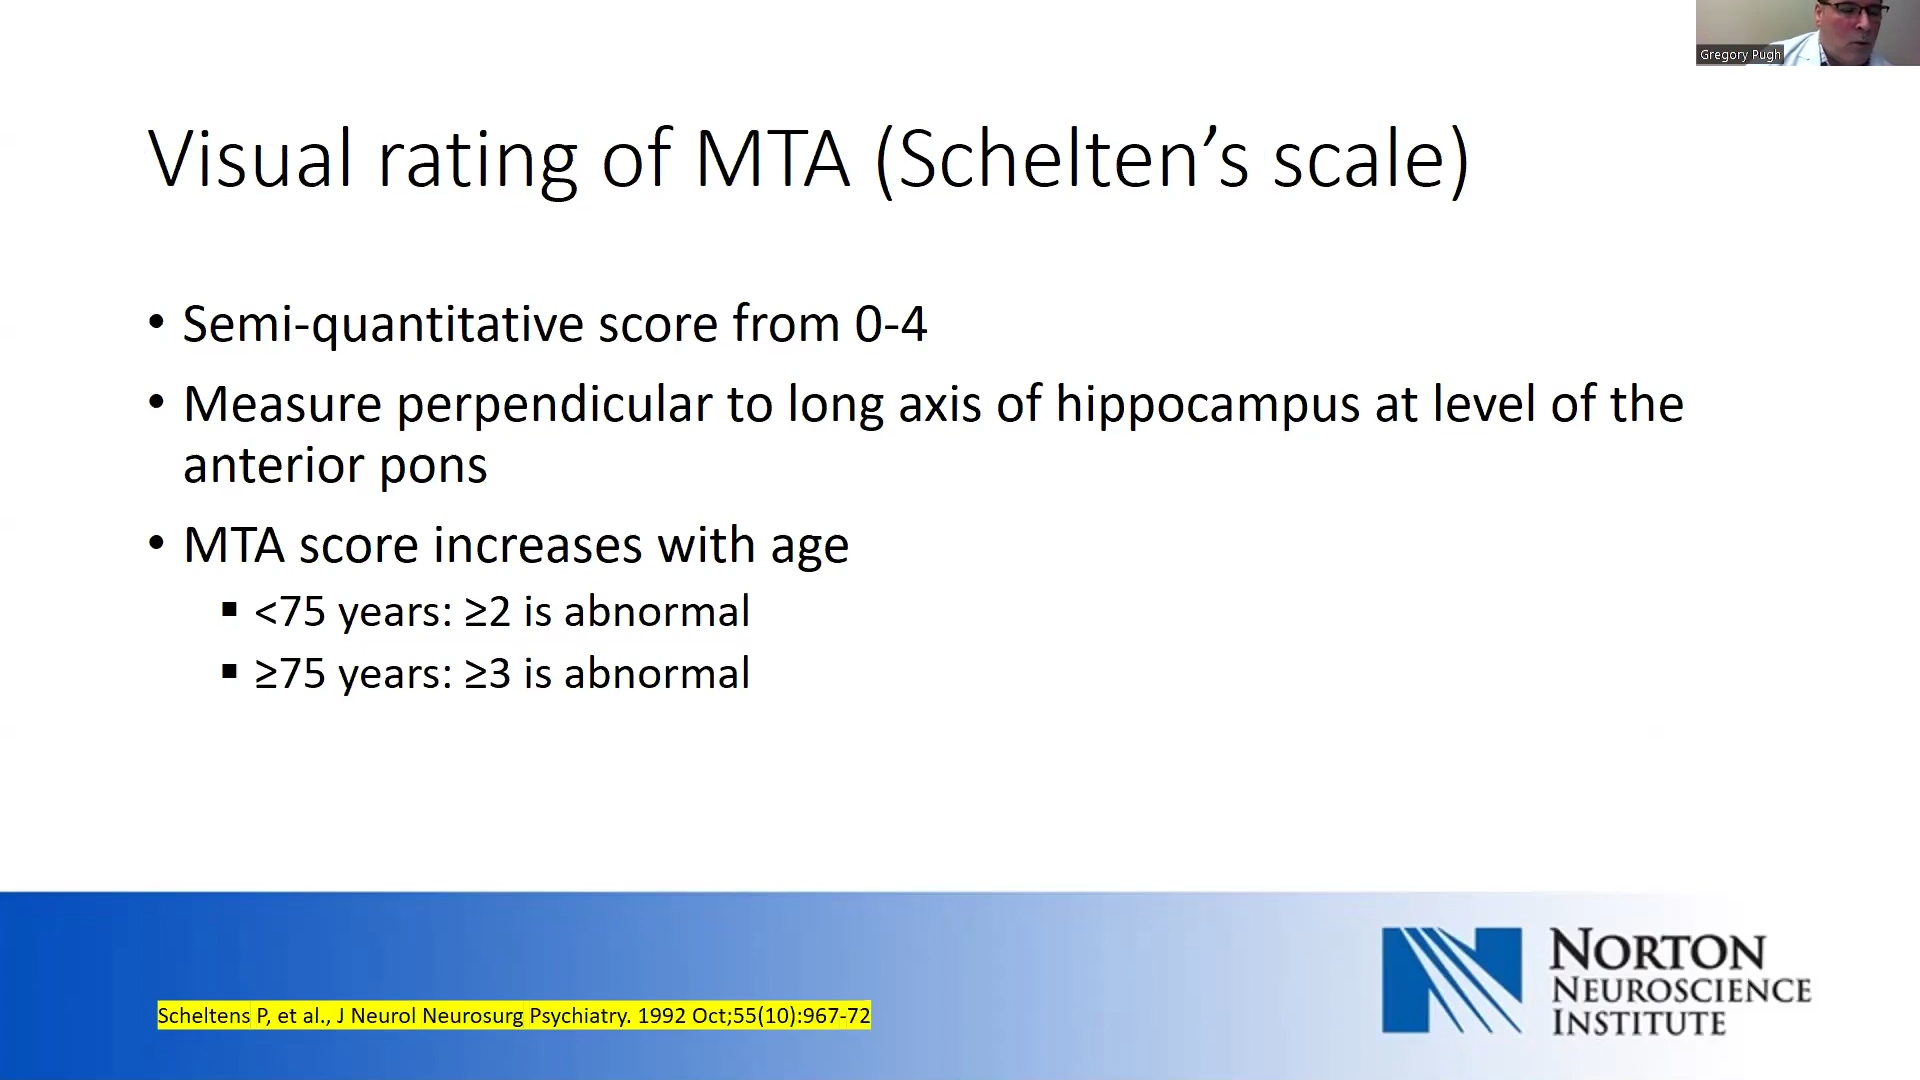 Gregory Pugh
Visual rating of MTA (Schelten’s scale)
• Semi-quantitative score from 0-4
• Measure perpendicular to long axis of hippocampus at level of the
anterior pons
• MTA score increases with age
▪ <75 years: ≥2 is abnormal
▪ ≥75 years: ≥3 is abnormal
Scheltens P, et al., J Neurol Neurosurg Psychiatry. 1992 Oct;55(10):967-72
NORTON
NEUROSCIENCE
INSTITUTE